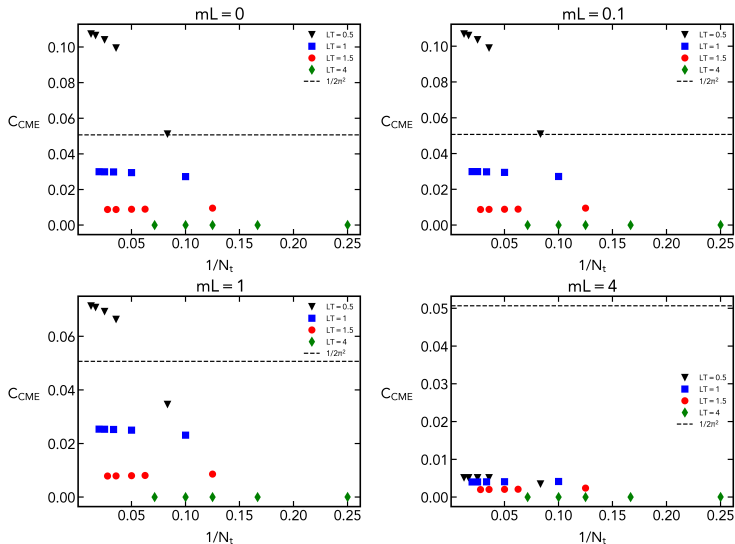 mL = 0
0.10
0.08
0.06
0.04
0.02
0.00
C_CME
LT = 0.5
LT = 1
LT = 1.5
LT = 4
1/2π²
0.05 0.10 0.15 0.20 0.25
1/Nₜ
mL = 0.1
0.10
0.08
0.06
0.04
0.02
0.00
C_CME
LT = 0.5
LT = 1
LT = 1.5
LT = 4
1/2π²
0.05 0.10 0.15 0.20 0.25
1/Nₜ
mL = 1
0.06
0.04
0.02
0.00
C_CME
LT = 0.5
LT = 1
LT = 1.5
LT = 4
1/2π²
0.05 0.10 0.15 0.20 0.25
1/Nₜ
mL = 4
0.05
0.04
0.03
0.02
0.01
0.00
C_CME
LT = 0.5
LT = 1
LT = 1.5
LT = 4
1/2π²
0.05 0.10 0.15 0.20 0.25
1/Nₜ